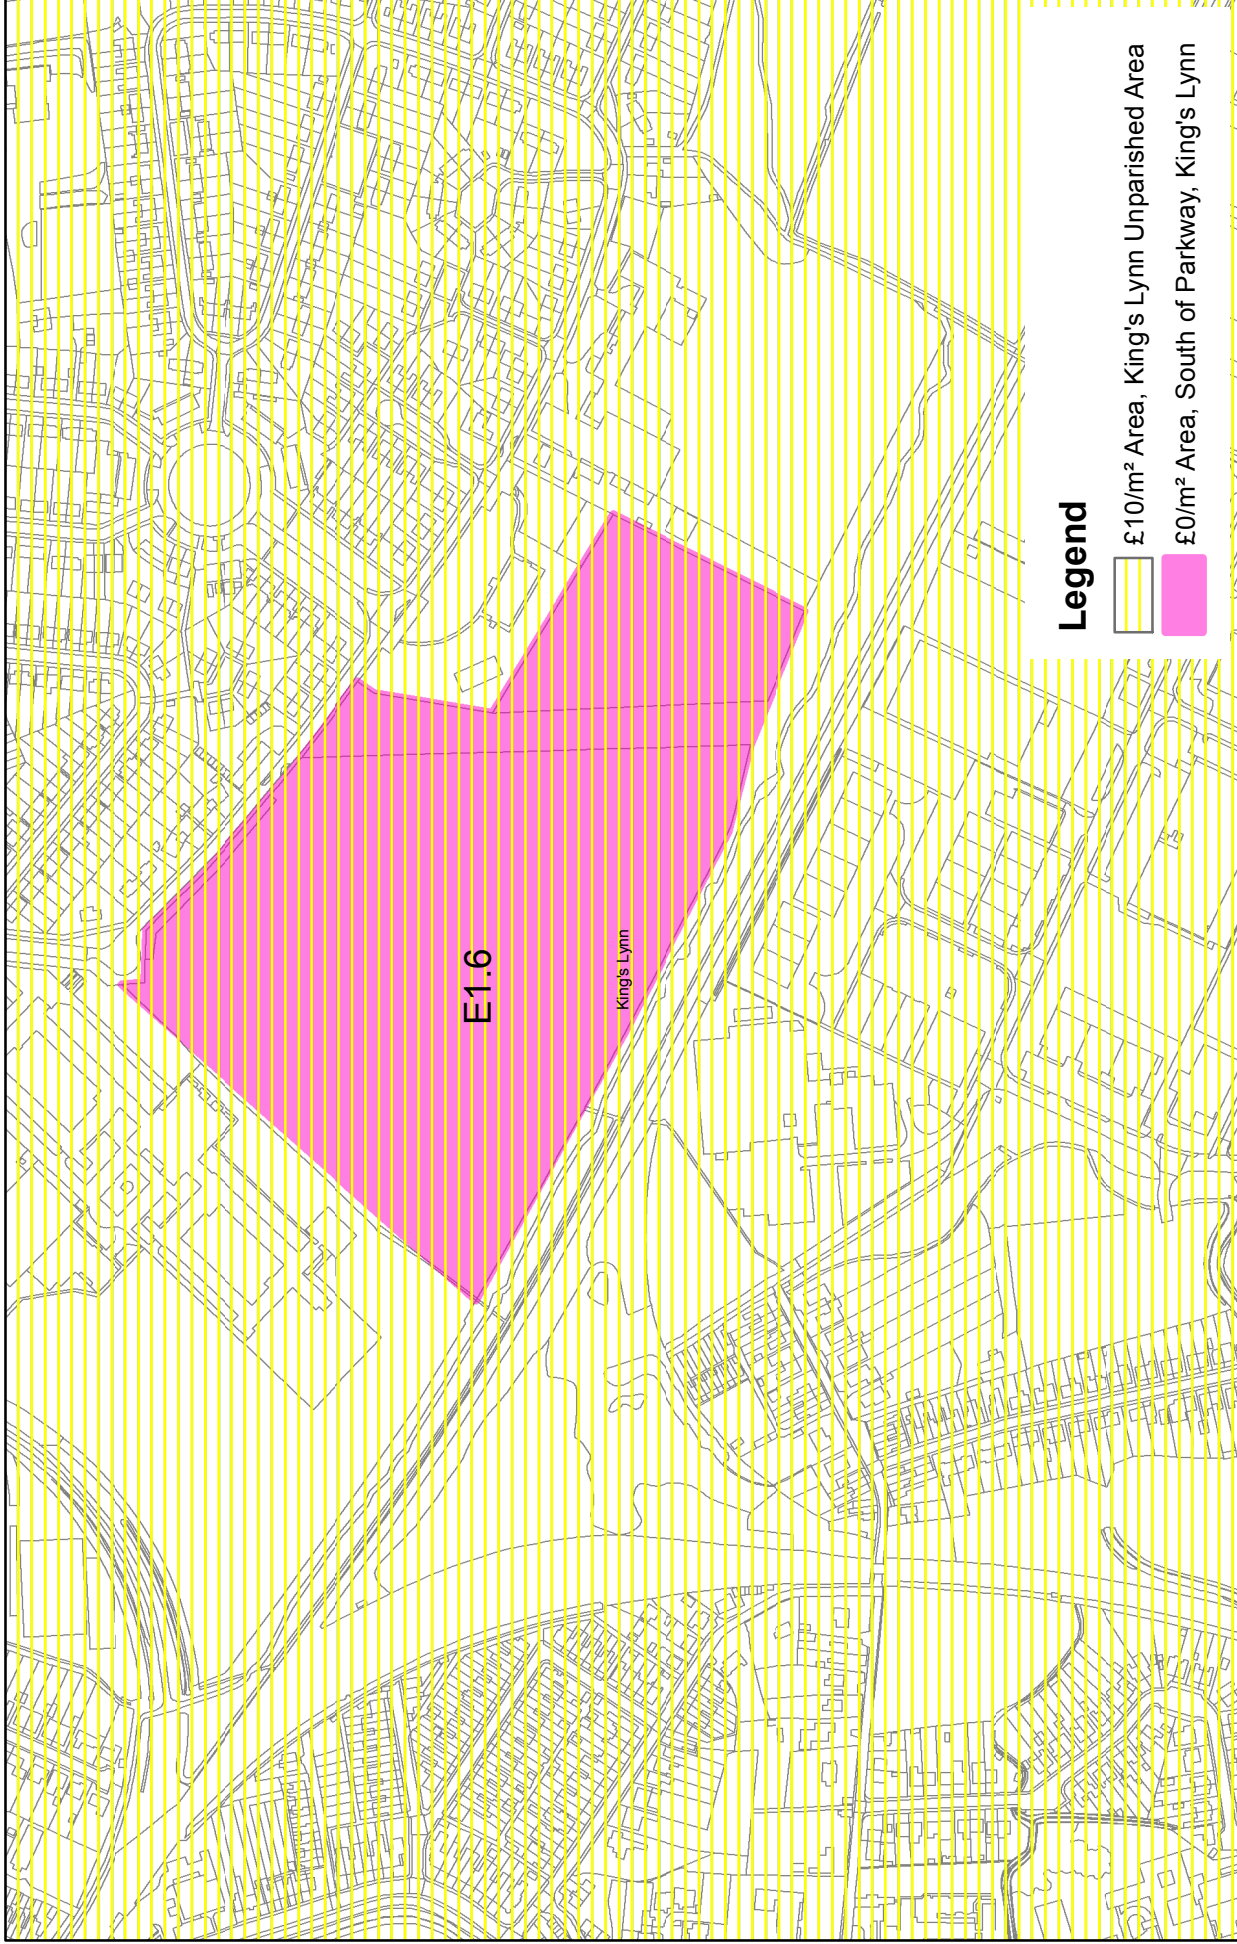 E1.6
King's Lynn
Legend
£10/m² Area, King's Lynn Unparished Area
£0/m² Area, South of Parkway, King's Lynn